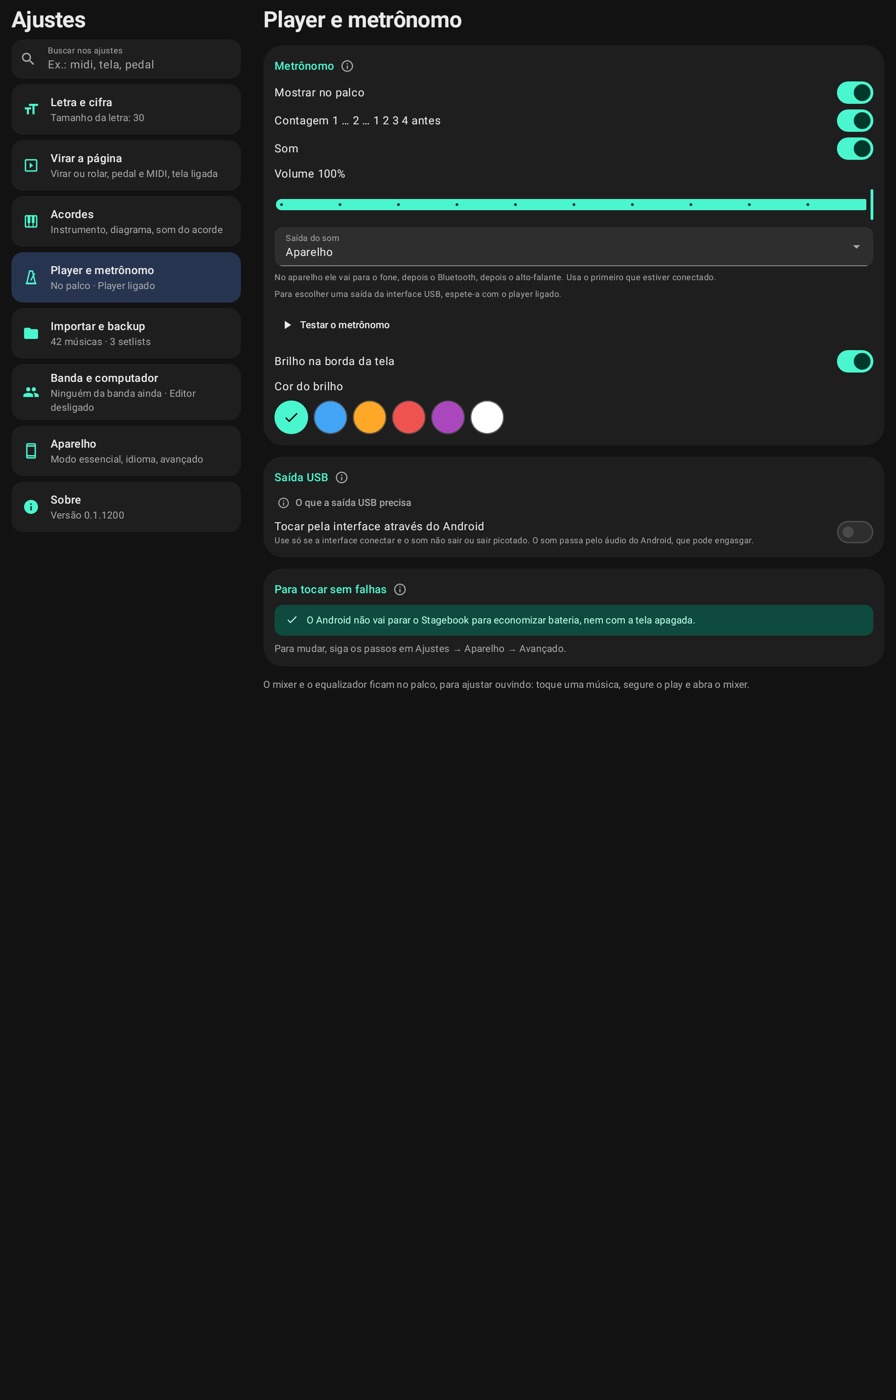 Ajustes
Buscar nos ajustes
Ex.: midi, tela, pedal
Letra e cifra
Tamanho da letra: 30
Virar a página
Virar ou rolar, pedal e MIDI, tela ligada
Acordes
Instrumento, diagrama, som do acorde
Player e metrônomo
No palco · Player ligado
Importar e backup
42 músicas · 3 setlists
Banda e computador
Ninguém da banda ainda · Editor
desligado
Aparelho
Modo essencial, idioma, avançado
Sobre
Versão 0.1.1200
Player e metrônomo
Metrônomo
Mostrar no palco
Contagem 1 … 2 … 1 2 3 4 antes
Som
Volume 100%
Saída do som
Aparelho
No aparelho ele vai para o fone, depois o Bluetooth, depois o alto-falante. Usa o primeiro que estiver conectado.
Para escolher uma saída da interface USB, espete-a com o player ligado.
Testar o metrônomo
Brilho na borda da tela
Cor do brilho
Saída USB
O que a saída USB precisa
Tocar pela interface através do Android
Use só se a interface conectar e o som não sair ou sair picotado. O som passa pelo áudio do Android, que pode engasgar.
Para tocar sem falhas
O Android não vai parar o Stagebook para economizar bateria, nem com a tela apagada.
Para mudar, siga os passos em Ajustes → Aparelho → Avançado.
O mixer e o equalizador ficam no palco, para ajustar ouvindo: toque uma música, segure o play e abra o mixer.